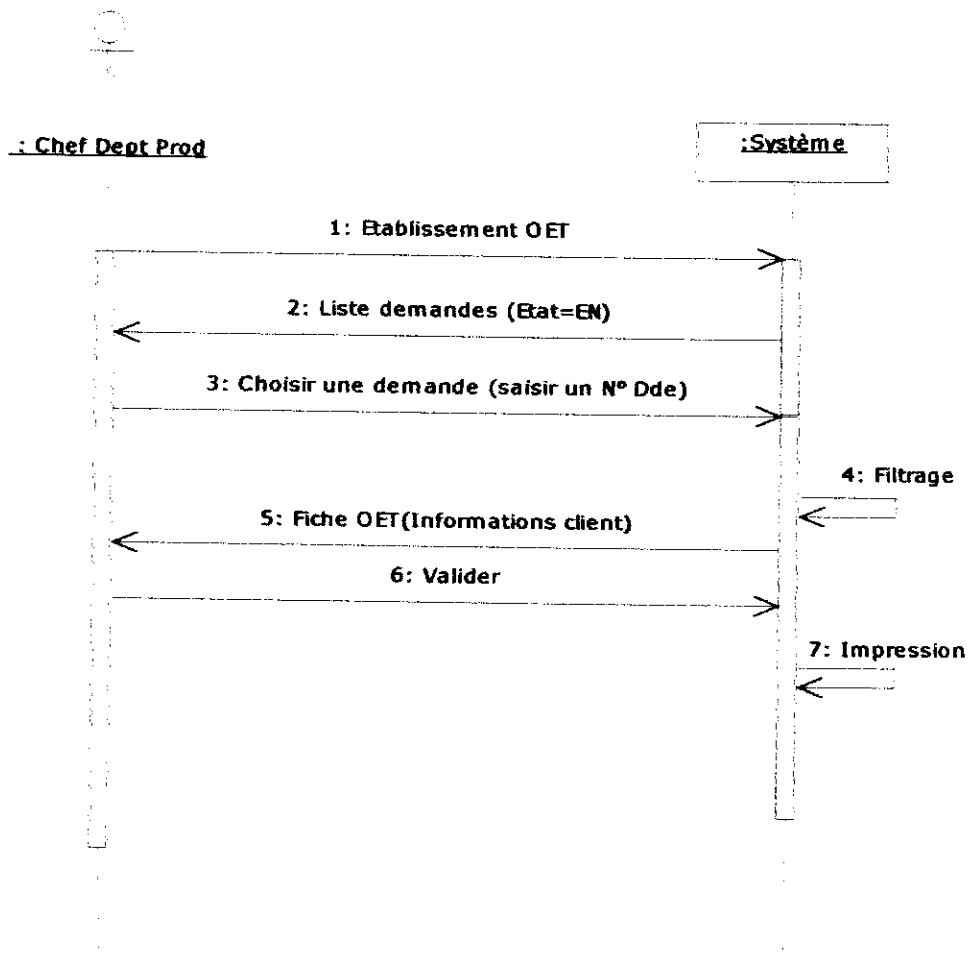 : Chef Dept Prod
:Système
1: Etablissement OET
2: Liste demandes (Etat=EN)
3: Choisir une demande (saisir un N° Dde)
4: Filtrage
5: Fiche OET(Informations client)
6: Valider
7: Impression